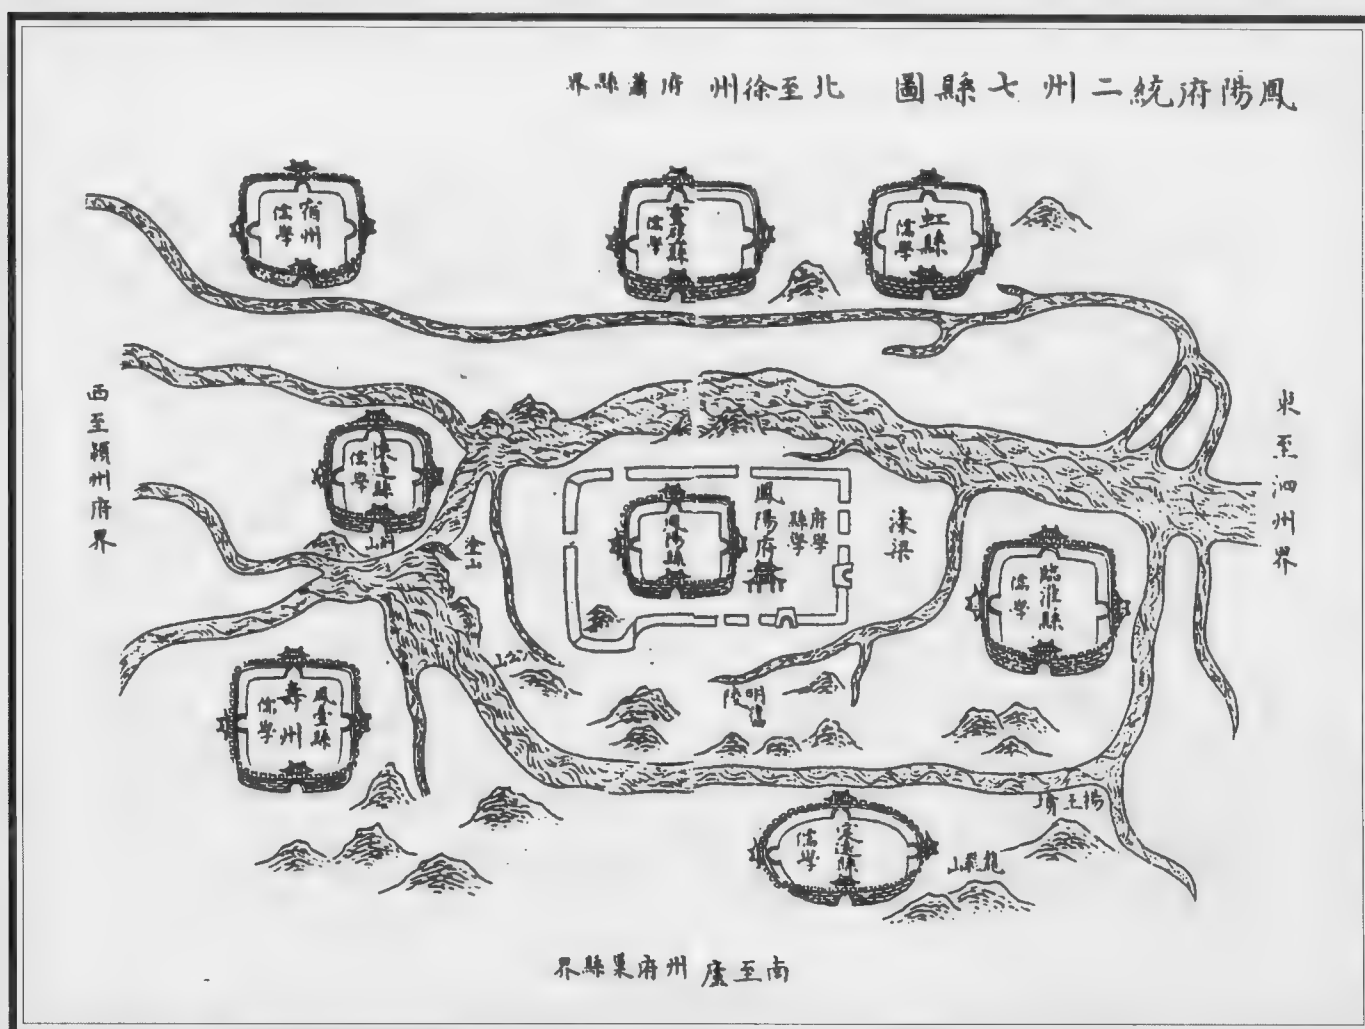 鳳陽府統二州七縣圖
北至徐州府蕭縣界
宿州
儒學
靈璧縣
儒學
虹縣
儒學
東至泗州界
西至潁州府界
懷遠縣
儒學
塗山
鳳陽縣
鳳陽府
府學
縣學
濠梁
臨淮縣
儒學
鳳臺縣
壽州
儒學
明皇陵
定遠縣
儒學
南至廬州府巢縣界